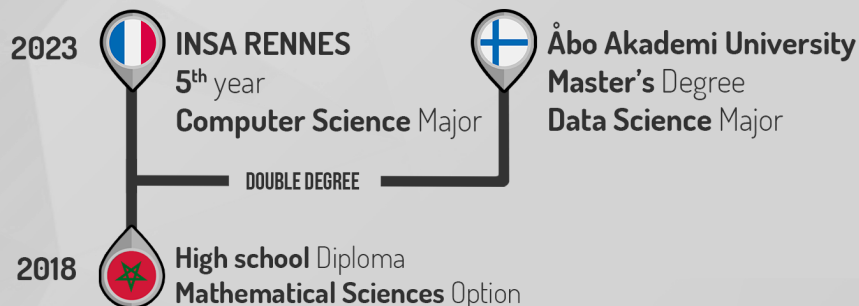 2023
INSA RENNES
5th year
Computer Science Major
Åbo Akademi University
Master's Degree
Data Science Major
DOUBLE DEGREE
2018
High school Diploma
Mathematical Sciences Option